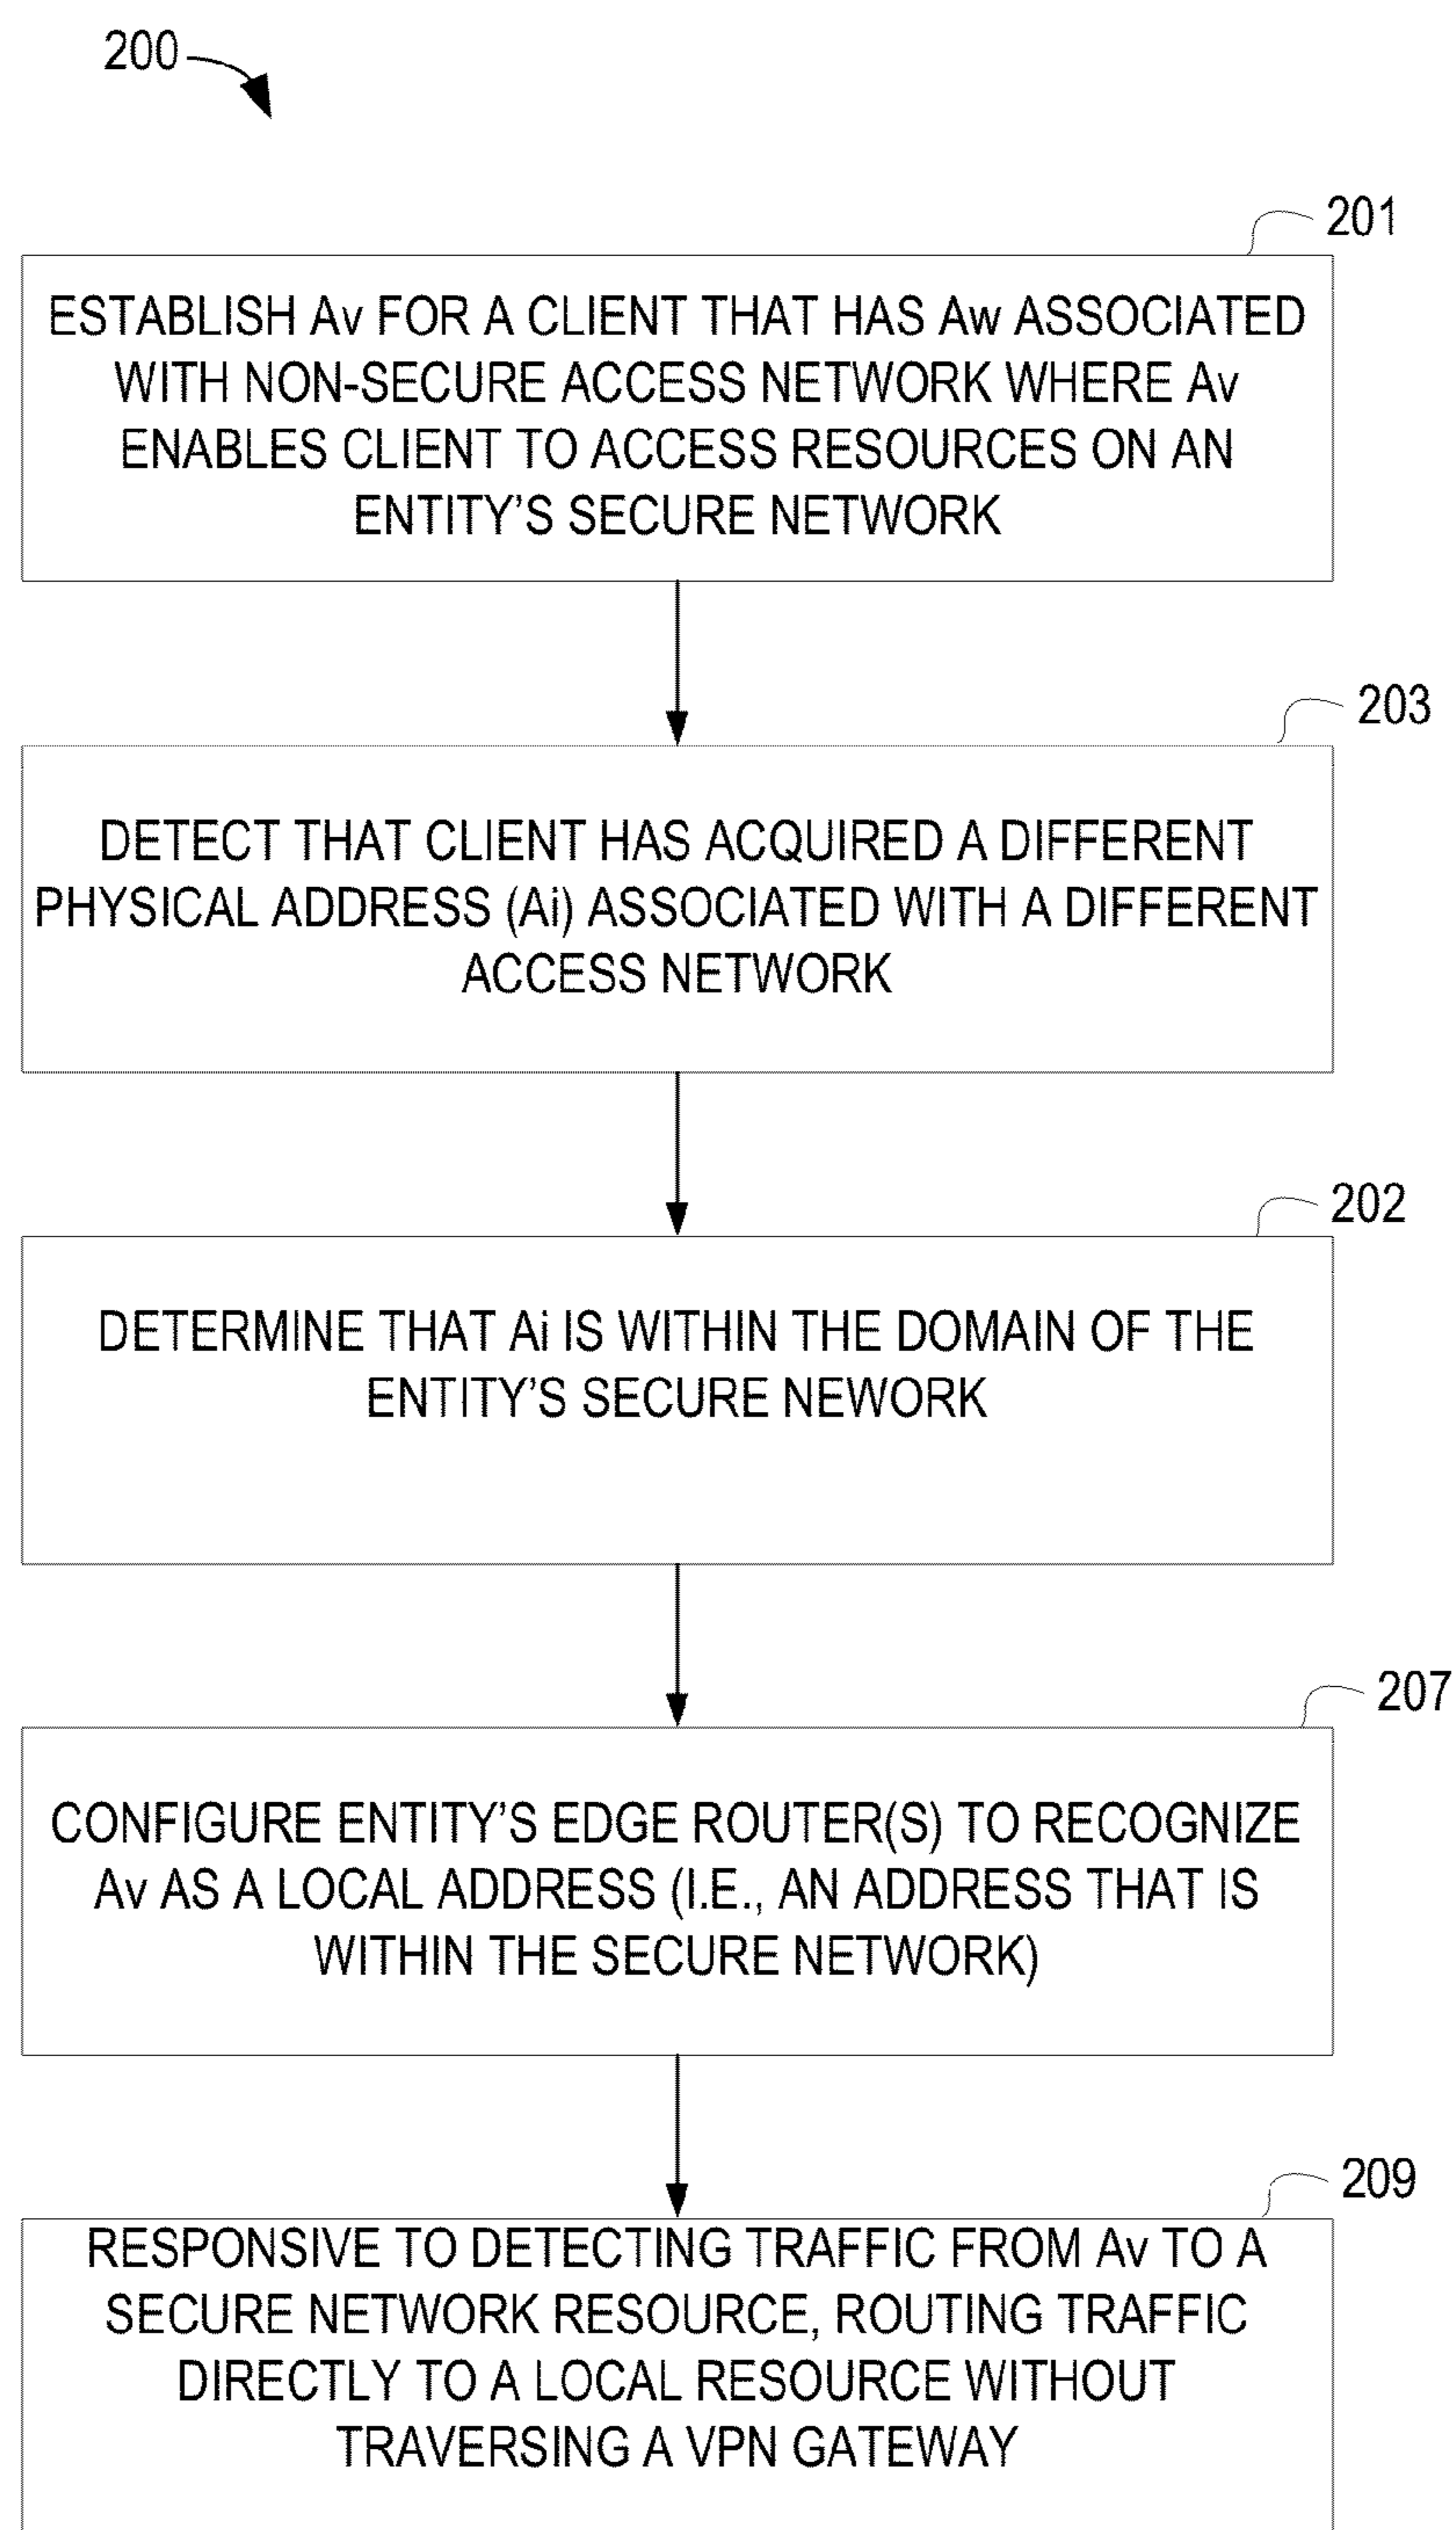 200
201
ESTABLISH Av FOR A CLIENT THAT HAS Aw ASSOCIATED
WITH NON-SECURE ACCESS NETWORK WHERE Av
ENABLES CLIENT TO ACCESS RESOURCES ON AN
ENTITY'S SECURE NETWORK
203
DETECT THAT CLIENT HAS ACQUIRED A DIFFERENT
PHYSICAL ADDRESS (Ai) ASSOCIATED WITH A DIFFERENT
ACCESS NETWORK
202
DETERMINE THAT Ai IS WITHIN THE DOMAIN OF THE
ENTITY'S SECURE NEWORK
207
CONFIGURE ENTITY'S EDGE ROUTER(S) TO RECOGNIZE
Av AS A LOCAL ADDRESS (I.E., AN ADDRESS THAT IS
WITHIN THE SECURE NETWORK)
209
RESPONSIVE TO DETECTING TRAFFIC FROM Av TO A
SECURE NETWORK RESOURCE, ROUTING TRAFFIC
DIRECTLY TO A LOCAL RESOURCE WITHOUT
TRAVERSING A VPN GATEWAY